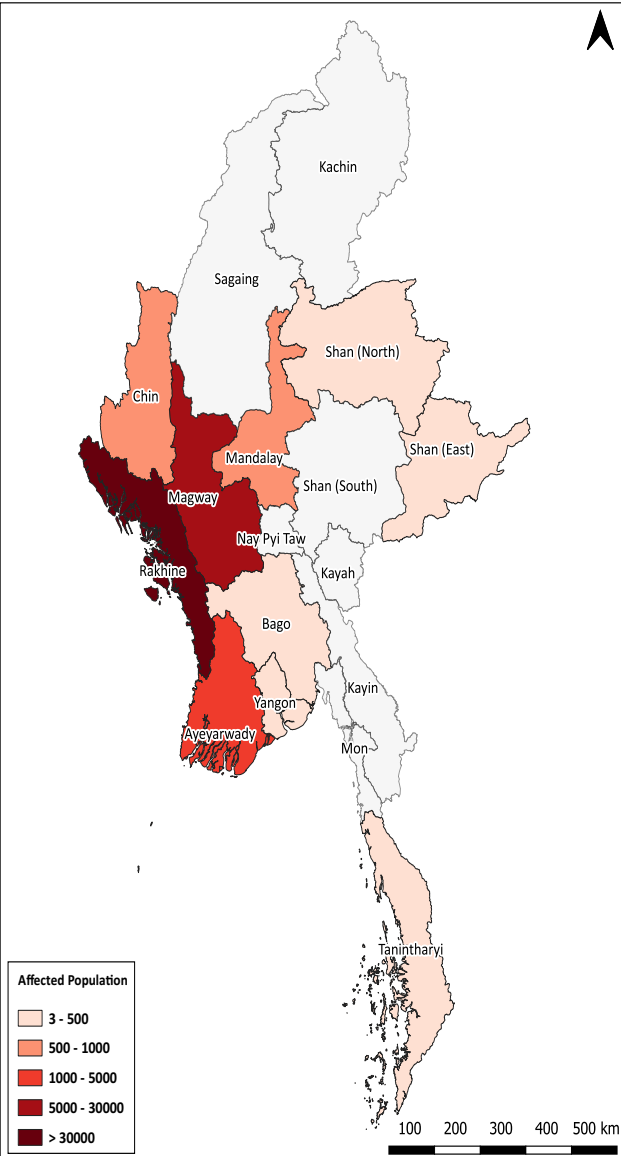 Kachin
Sagaing
Shan (North)
Chin
Shan (East)
Mandalay
Shan (South)
Magway
Nay Pyi Taw
Rakhine
Kayah
Bago
Kayin
Yangon
Ayeyarwady
Mon
Tanintharyi
Affected Population
3 - 500
500 - 1000
1000 - 5000
5000 - 30000
> 30000
100 200 300 400 500 km